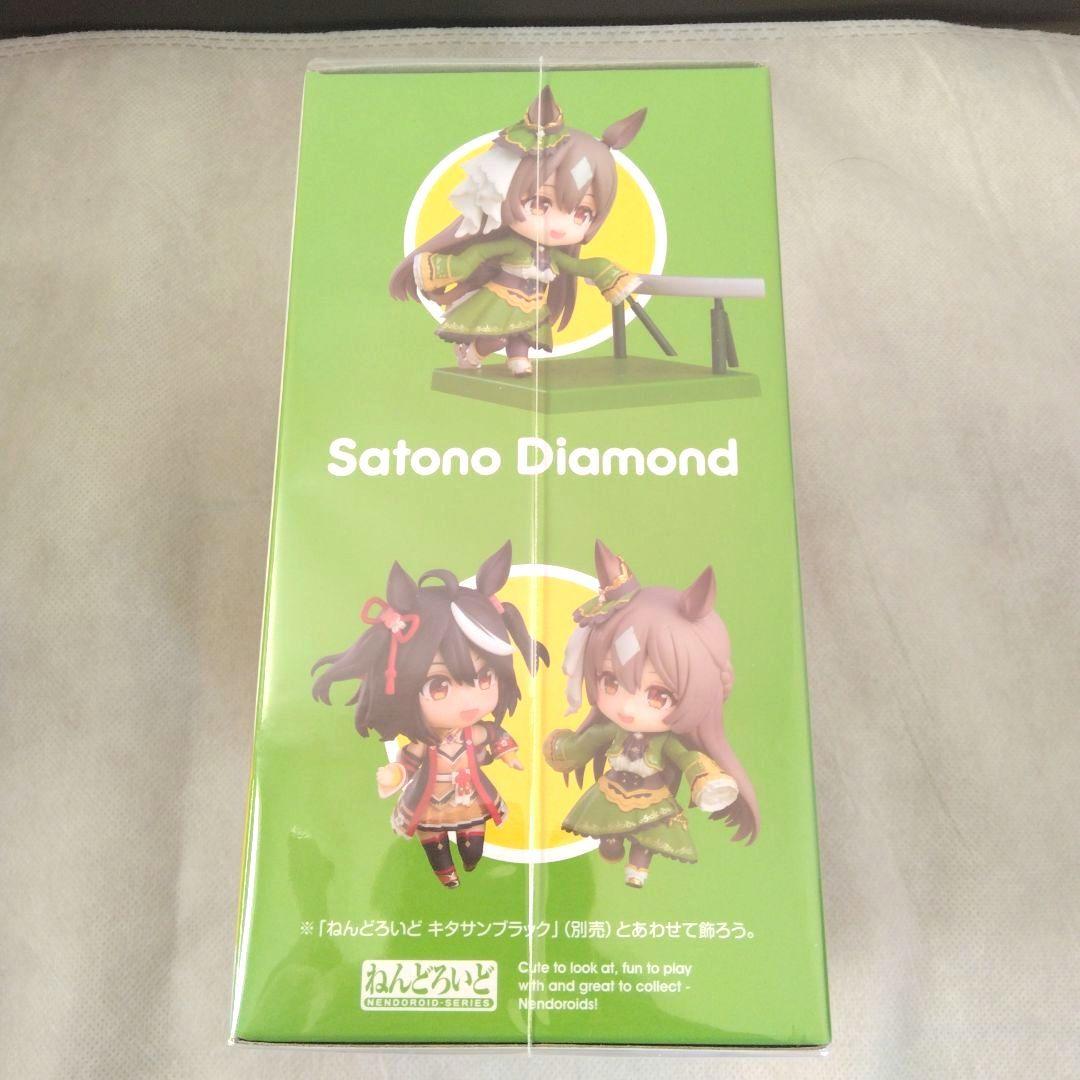 Satono Diamond
※「ねんどろいど キタサンブラック」(別売)とあわせて飾ろう。
ねんどろいど
NENDOROID-SERIES
Cute to look at, fun to play
with and great to collect -
Nendoroids!